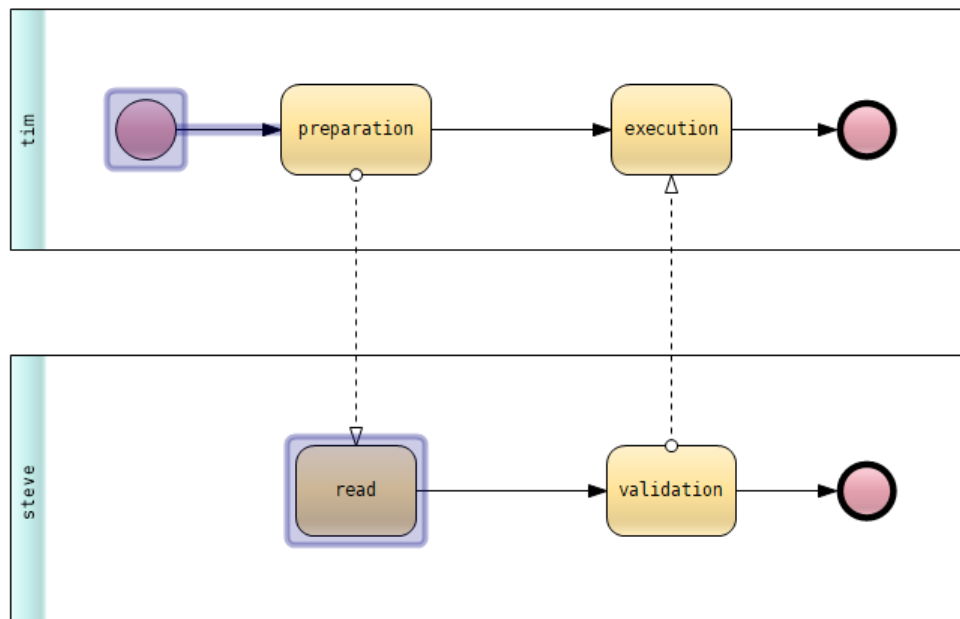 tim
preparation
execution
steve
read
validation